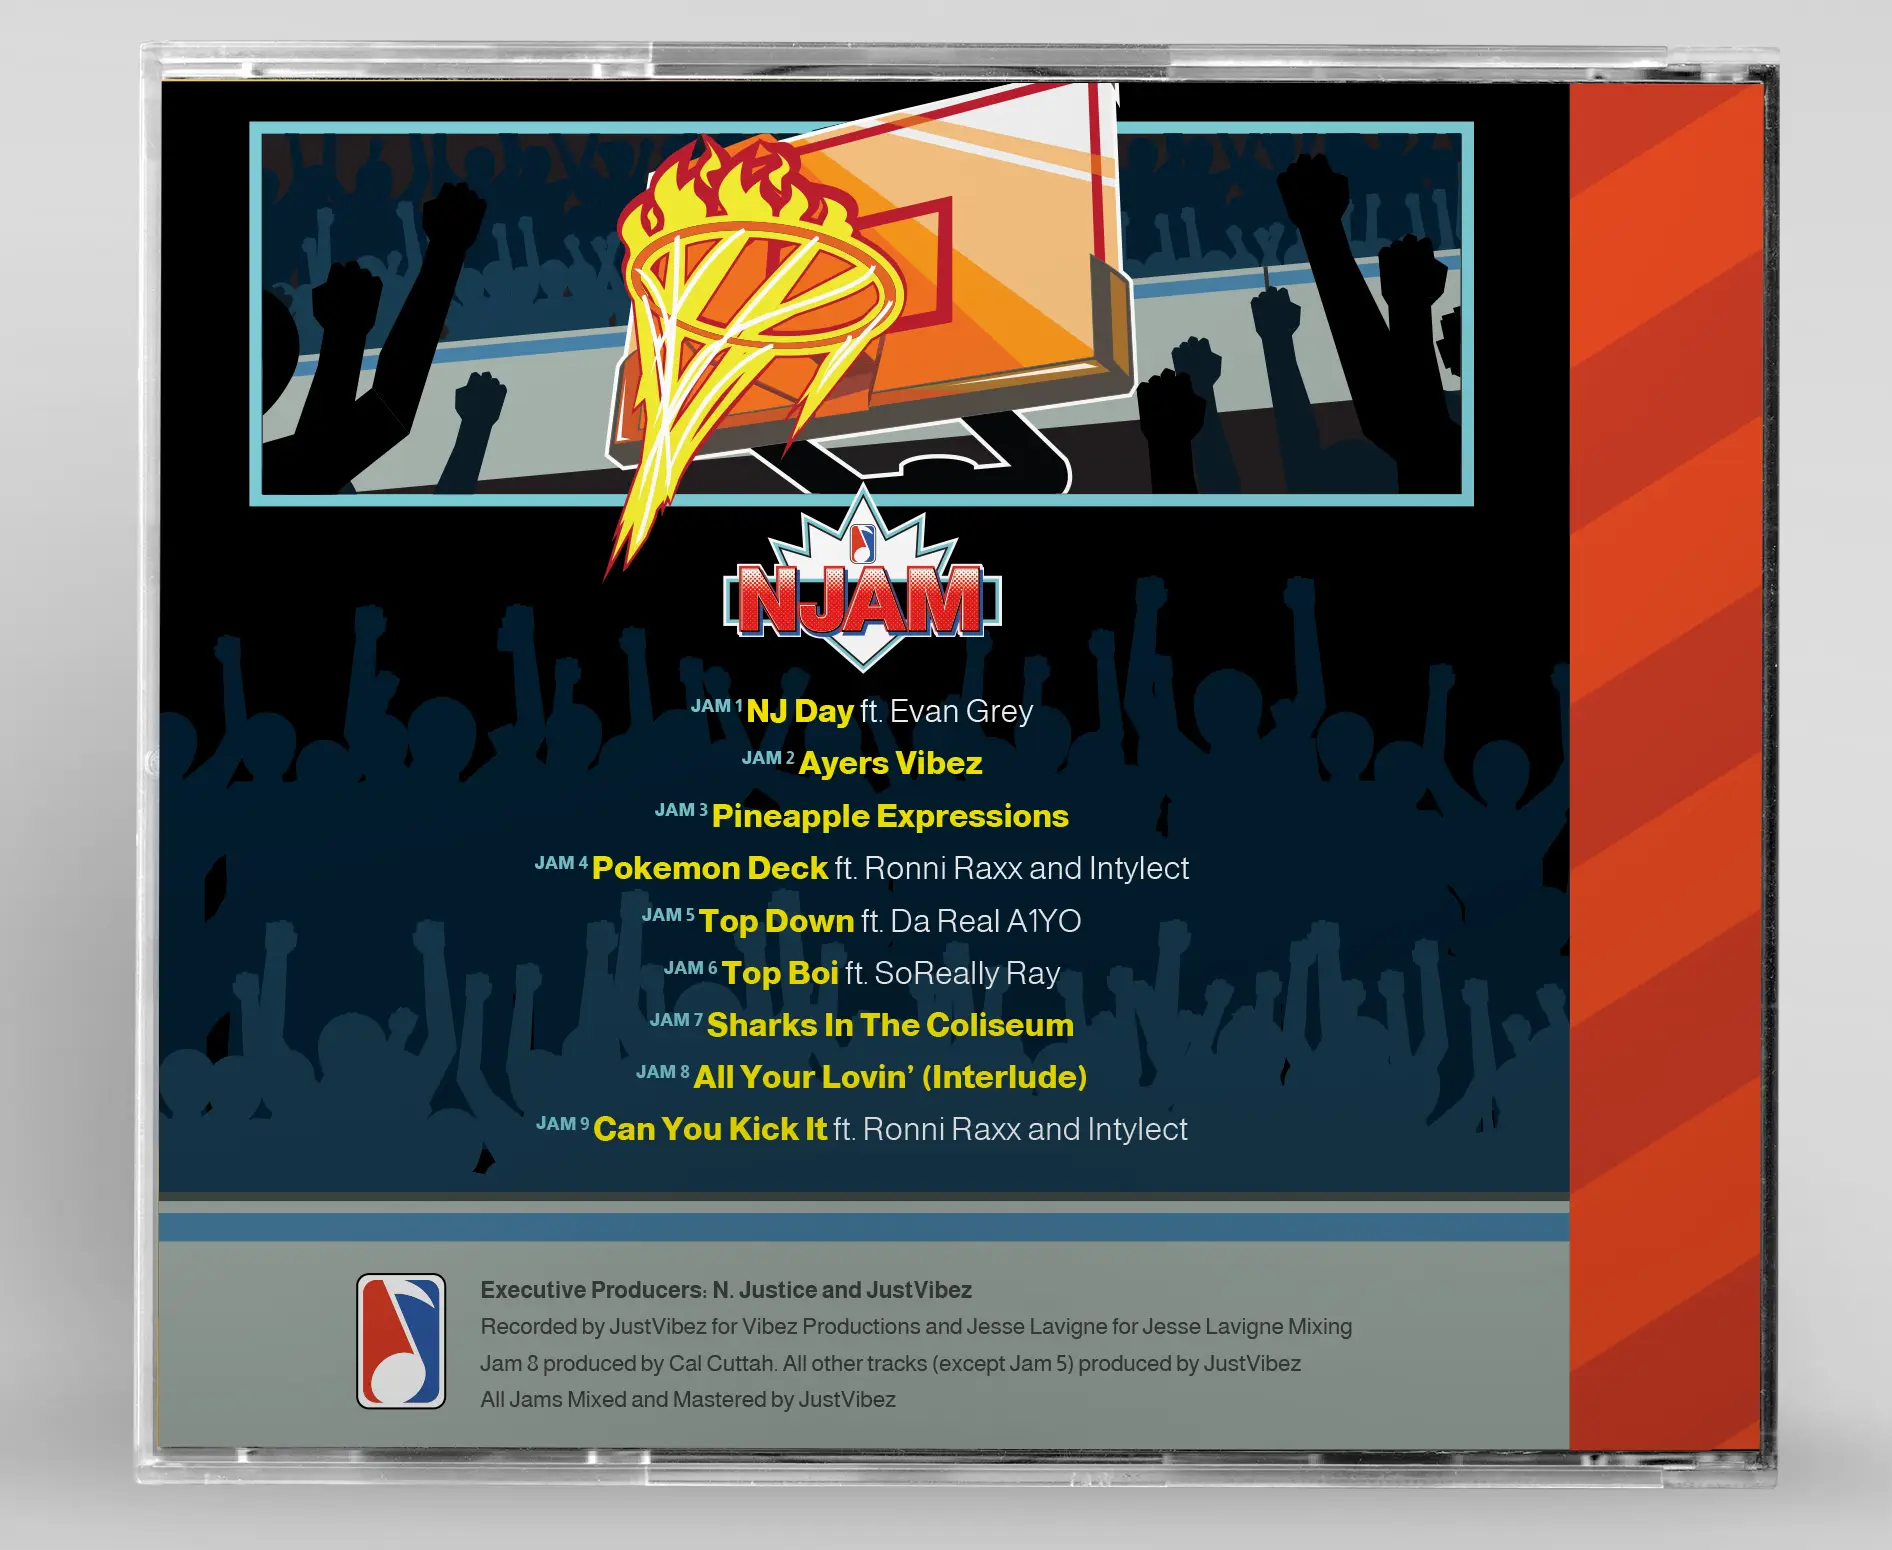 NJAM
JAM 1 NJ Day ft. Evan Grey
JAM 2 Ayers Vibez
JAM 3 Pineapple Expressions
JAM 4 Pokemon Deck ft. Ronni Raxx and Intylect
JAM 5 Top Down ft. Da Real A1YO
JAM 6 Top Boi ft. SoReally Ray
JAM 7 Sharks In The Coliseum
JAM 8 All Your Lovin’ (Interlude)
JAM 9 Can You Kick It ft. Ronni Raxx and Intylect
Executive Producers: N. Justice and JustVibez
Recorded by JustVibez for Vibez Productions and Jesse Lavigne for Jesse Lavigne Mixing
Jam 8 produced by Cal Cuttah. All other tracks (except Jam 5) produced by JustVibez
All Jams Mixed and Mastered by JustVibez